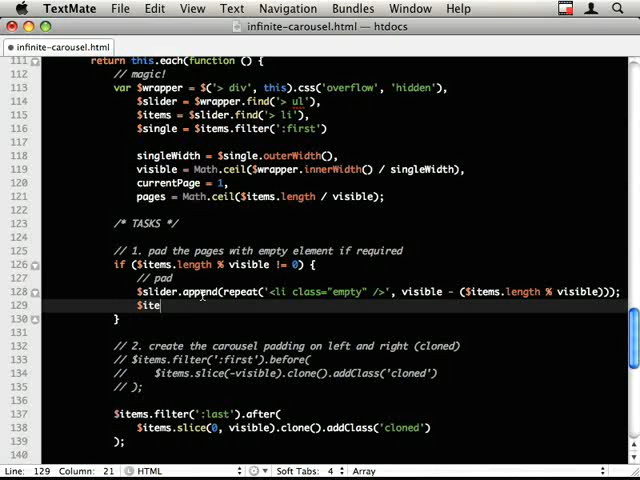 TextMate File Edit View Text Navigation Bundles Window Help
infinite-carousel.html — htdocs
infinite-carousel.html
111 return this.each(function () {
112 // magic!
113 var $wrapper = $('> div', this).css('overflow', 'hidden'),
114 $slider = $wrapper.find('> ul'),
115 $items = $slider.find('> li'),
116 $single = $items.filter(':first')
117
118 singleWidth = $single.outerWidth(),
119 visible = Math.ceil($wrapper.innerWidth() / singleWidth),
120 currentPage = 1,
121 pages = Math.ceil($items.length / visible);
122
123 /* TASKS */
124
125 // 1. pad the pages with empty element if required
126 if ($items.length % visible != 0) {
127 // pad
128 $slider.append(repeat('<li class="empty" />', visible - ($items.length % visible)));
129 $ite
130 }
131
132 // 2. create the carousel padding on left and right (cloned)
133 // $items.filter(':first').before(
134 // $items.slice(-visible).clone().addClass('cloned')
135 // );
136
137 $items.filter(':last').after(
138 $items.slice(0, visible).clone().addClass('cloned')
139 );
140
Line: 129 Column: 21 HTML Soft Tabs: 4 Array